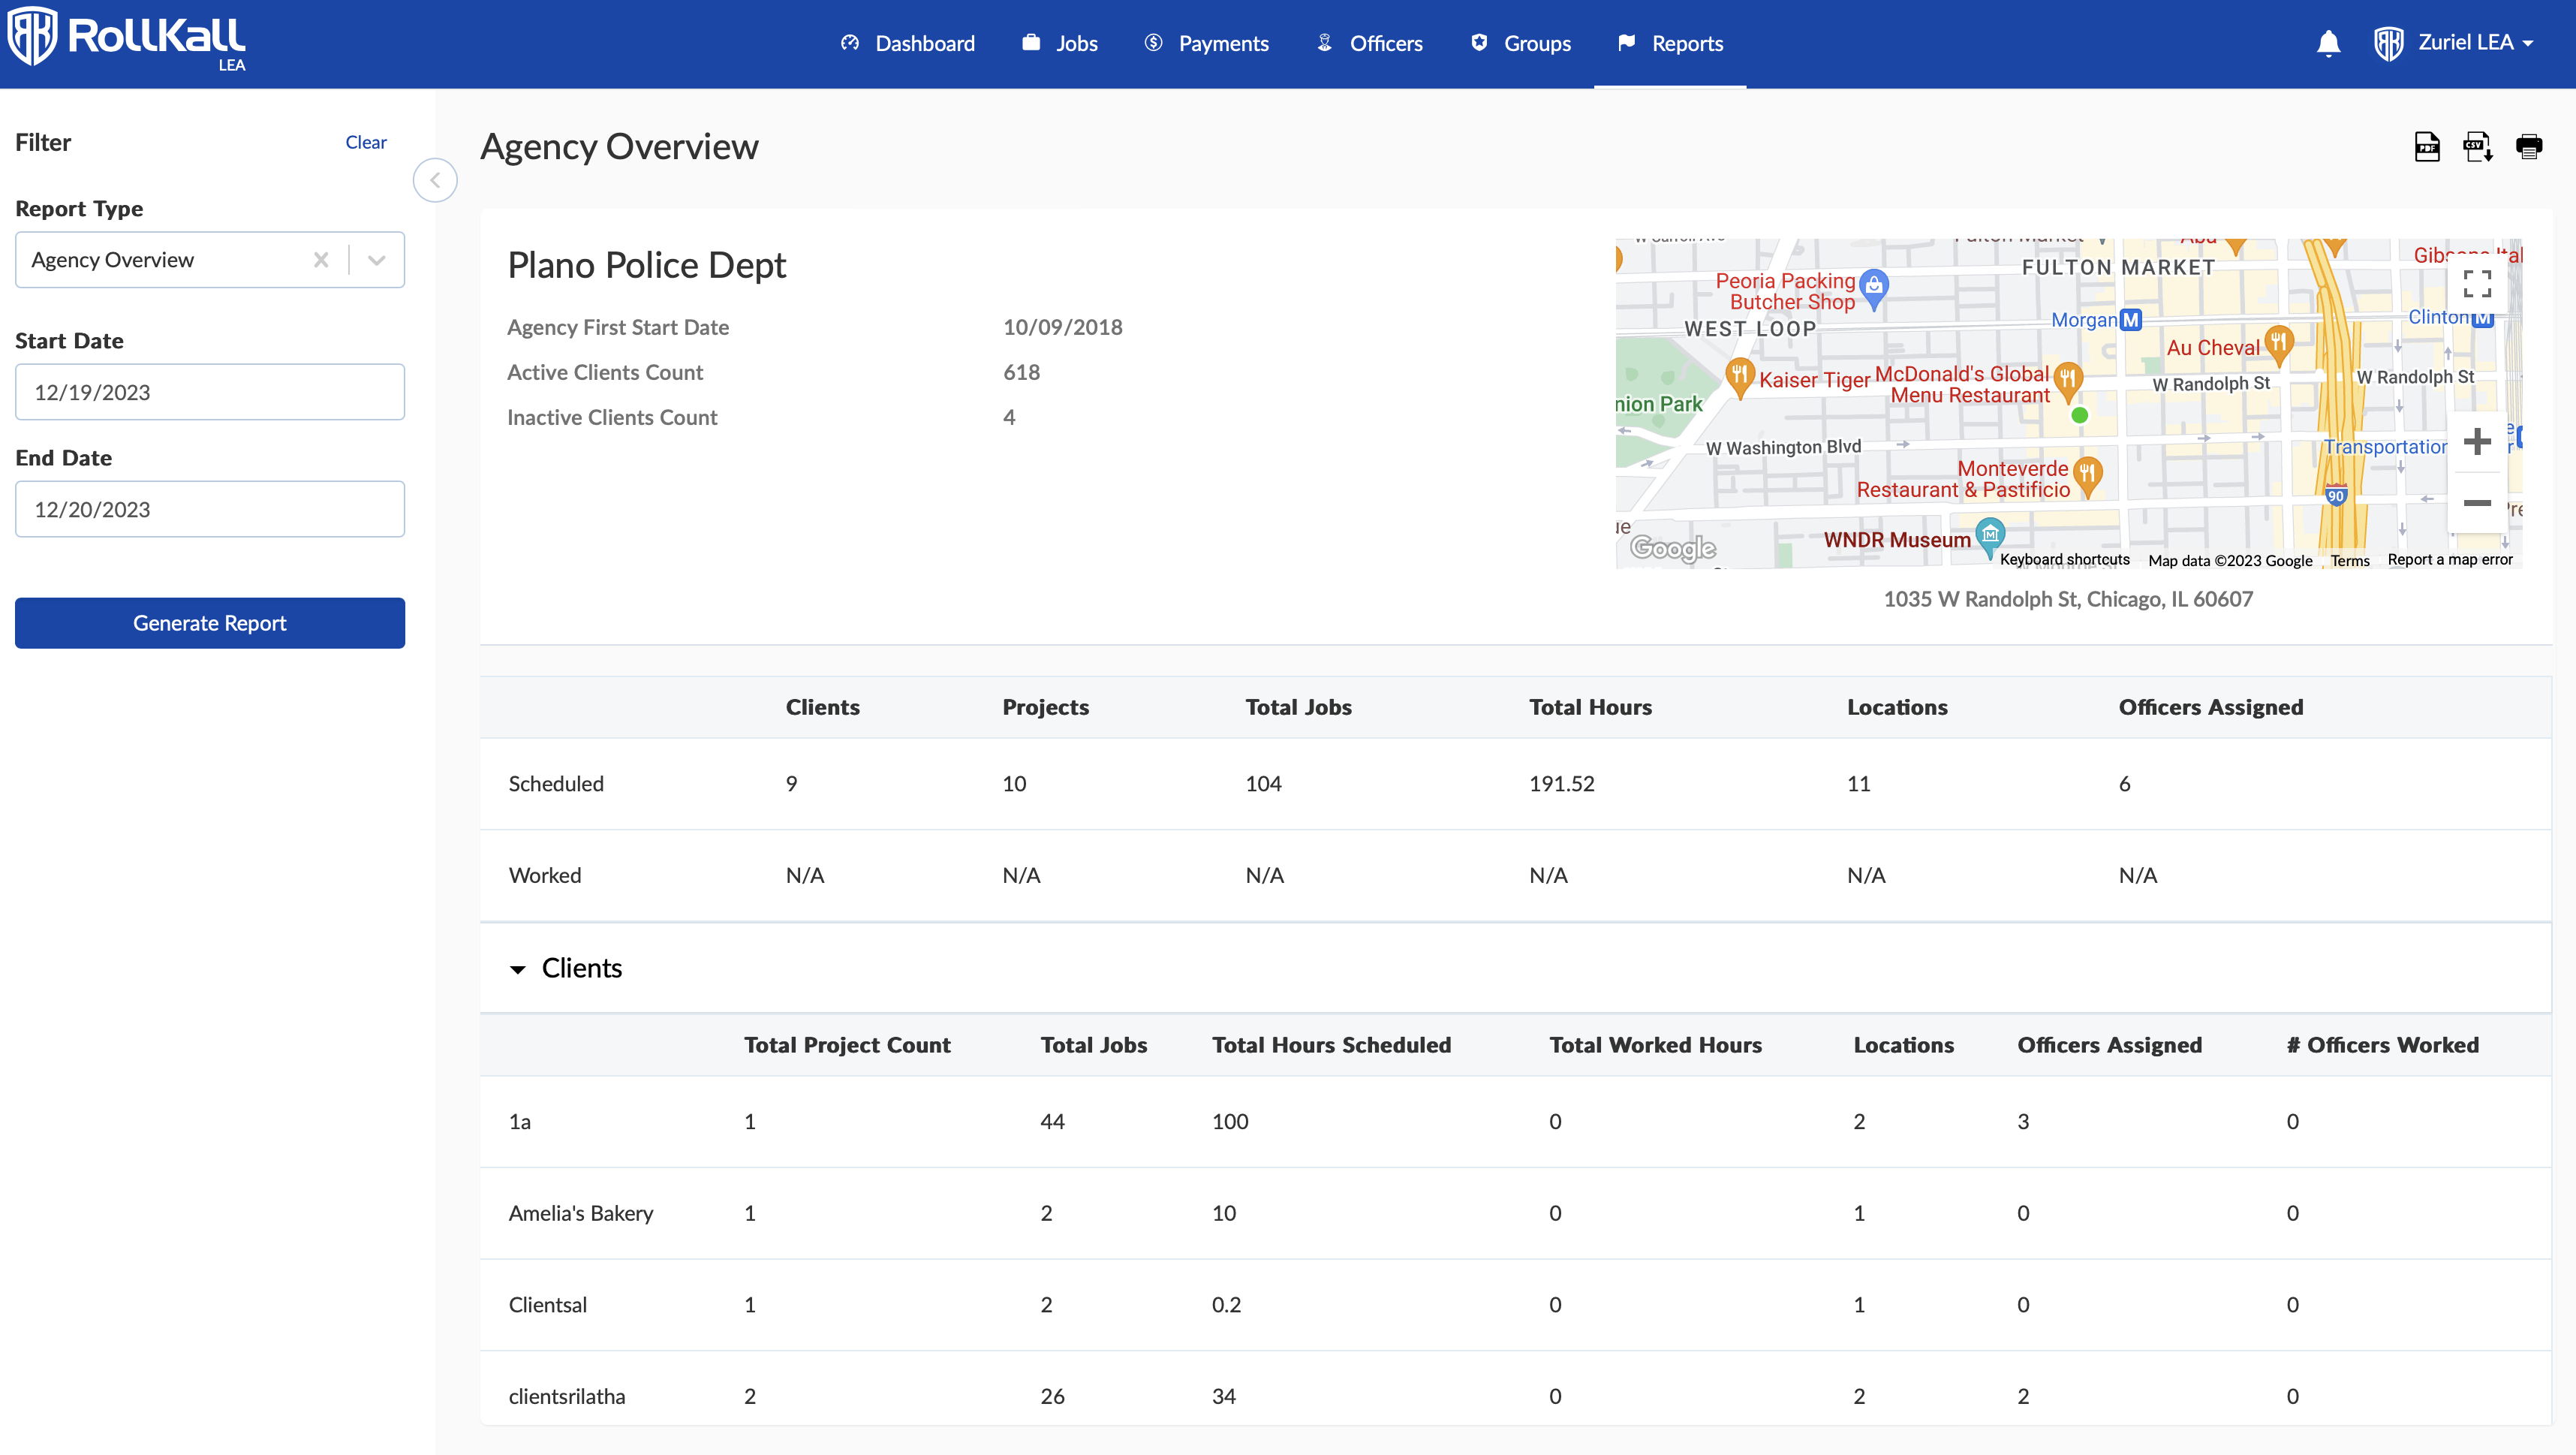 RollKall
LEA
Dashboard
Jobs
Payments
Officers
Groups
Reports
Zuriel LEA
Filter
Clear
Report Type
Agency Overview
Start Date
12/19/2023
End Date
12/20/2023
Generate Report
Agency Overview
PDF
CSV
Plano Police Dept
Agency First Start Date 10/09/2018
Active Clients Count 618
Inactive Clients Count 4
Fulton Market
Aba
FULTON MARKET
Peoria Packing
Butcher Shop
WEST LOOP
Morgan M
Clinton M
Au Cheval
Kaiser Tiger
McDonald's Global
Menu Restaurant
W Randolph St
W Randolph St
nion Park
W Washington Blvd
Transportation
Monteverde
Restaurant & Pastificio
90
WNDR Museum
Google
Keyboard shortcuts
Map data ©2023 Google
Terms
Report a map error
1035 W Randolph St, Chicago, IL 60607
Clients Projects Total Jobs Total Hours Locations Officers Assigned
Scheduled 9 10 104 191.52 11 6
Worked N/A N/A N/A N/A N/A N/A
Clients
Total Project Count Total Jobs Total Hours Scheduled Total Worked Hours Locations Officers Assigned # Officers Worked
1a 1 44 100 0 2 3 0
Amelia's Bakery 1 2 10 0 1 0 0
Clientsal 1 2 0.2 0 1 0 0
clientsrilatha 2 26 34 0 2 2 0